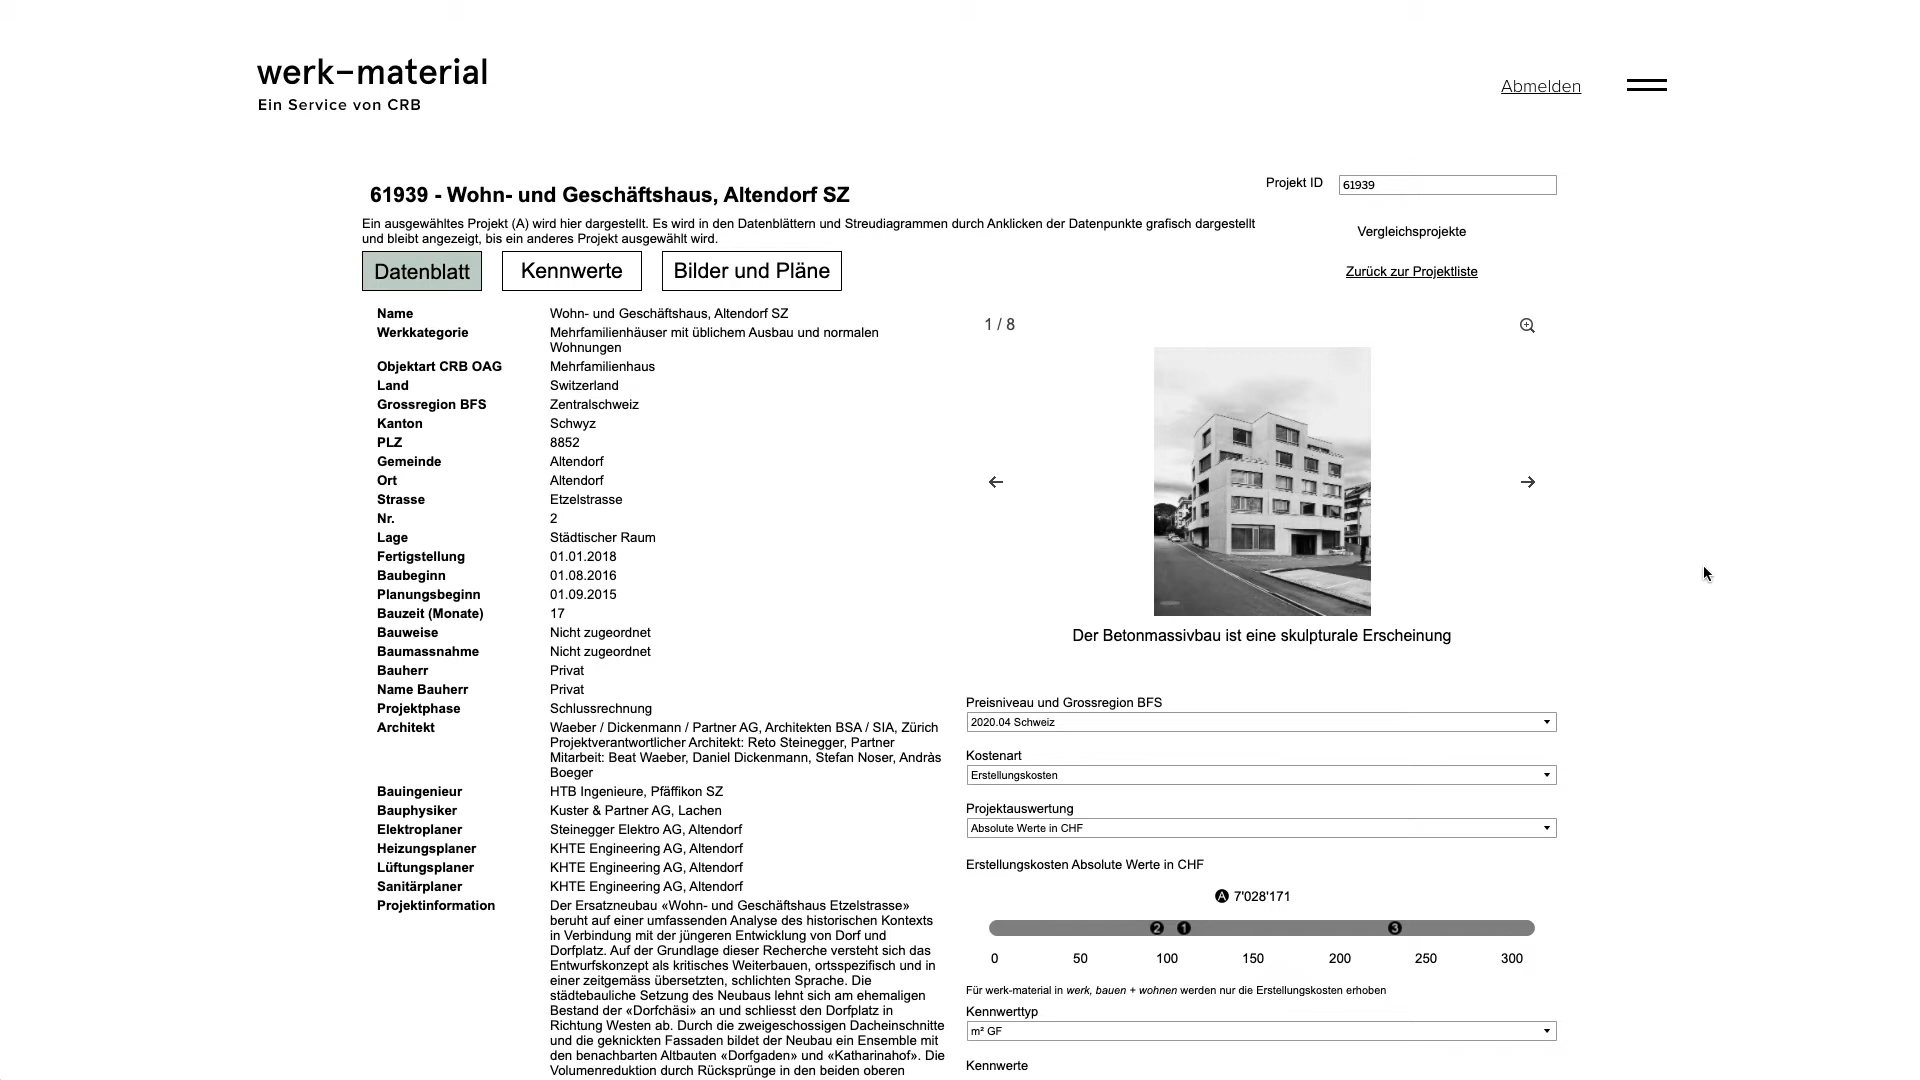 werk–material
Ein Service von CRB
Abmelden
61939 - Wohn- und Geschäftshaus, Altendorf SZ
Projekt ID
61939
Ein ausgewähltes Projekt (A) wird hier dargestellt. Es wird in den Datenblättern und Streudiagrammen durch Anklicken der Datenpunkte grafisch dargestellt
und bleibt angezeigt, bis ein anderes Projekt ausgewählt wird.
Vergleichsprojekte
Zurück zur Projektliste
Datenblatt
Kennwerte
Bilder und Pläne
Name Wohn- und Geschäftshaus, Altendorf SZ
Werkkategorie Mehrfamilienhäuser mit üblichem Ausbau und normalen
Wohnungen
Objektart CRB OAG Mehrfamilienhaus
Land Switzerland
Grossregion BFS Zentralschweiz
Kanton Schwyz
PLZ 8852
Gemeinde Altendorf
Ort Altendorf
Strasse Etzelstrasse
Nr. 2
Lage Städtischer Raum
Fertigstellung 01.01.2018
Baubeginn 01.08.2016
Planungsbeginn 01.09.2015
Bauzeit (Monate) 17
Bauweise Nicht zugeordnet
Baumassnahme Nicht zugeordnet
Bauherr Privat
Name Bauherr Privat
Projektphase Schlussrechnung
Architekt Waeber / Dickenmann / Partner AG, Architekten BSA / SIA, Zürich
Projektverantwortlicher Architekt: Reto Steinegger, Partner
Mitarbeit: Beat Waeber, Daniel Dickenmann, Stefan Noser, Andràs
Boeger
Bauingenieur HTB Ingenieure, Pfäffikon SZ
Bauphysiker Kuster & Partner AG, Lachen
Elektroplaner Steinegger Elektro AG, Altendorf
Heizungsplaner KHTE Engineering AG, Altendorf
Lüftungsplaner KHTE Engineering AG, Altendorf
Sanitärplaner KHTE Engineering AG, Altendorf
Projektinformation Der Ersatzneubau «Wohn- und Geschäftshaus Etzelstrasse»
beruht auf einer umfassenden Analyse des historischen Kontexts
in Verbindung mit der jüngeren Entwicklung von Dorf und
Dorfplatz. Auf der Grundlage dieser Recherche versteht sich das
Entwurfskonzept als kritisches Weiterbauen, ortsspezifisch und in
einer zeitgemäss übersetzten, schlichten Sprache. Die
städtebauliche Setzung des Neubaus lehnt sich am ehemaligen
Bestand der «Dorfchäsi» an und schliesst den Dorfplatz in
Richtung Westen ab. Durch die zweigeschossigen Dacheinschnitte
und die geknickten Fassaden bildet der Neubau ein Ensemble mit
den benachbarten Altbauten «Dorfgaden» und «Katharinahof». Die
Volumenreduktion durch Rücksprünge in den beiden oberen
1 / 8
Der Betonmassivbau ist eine skulpturale Erscheinung
Preisniveau und Grossregion BFS
2020.04 Schweiz
Kostenart
Erstellungskosten
Projektauswertung
Absolute Werte in CHF
Erstellungskosten Absolute Werte in CHF
A 7'028'171
2 1 3
0 50 100 150 200 250 300
Für werk-material in werk, bauen + wohnen werden nur die Erstellungskosten erhoben
Kennwerttyp
m² GF
Kennwerte